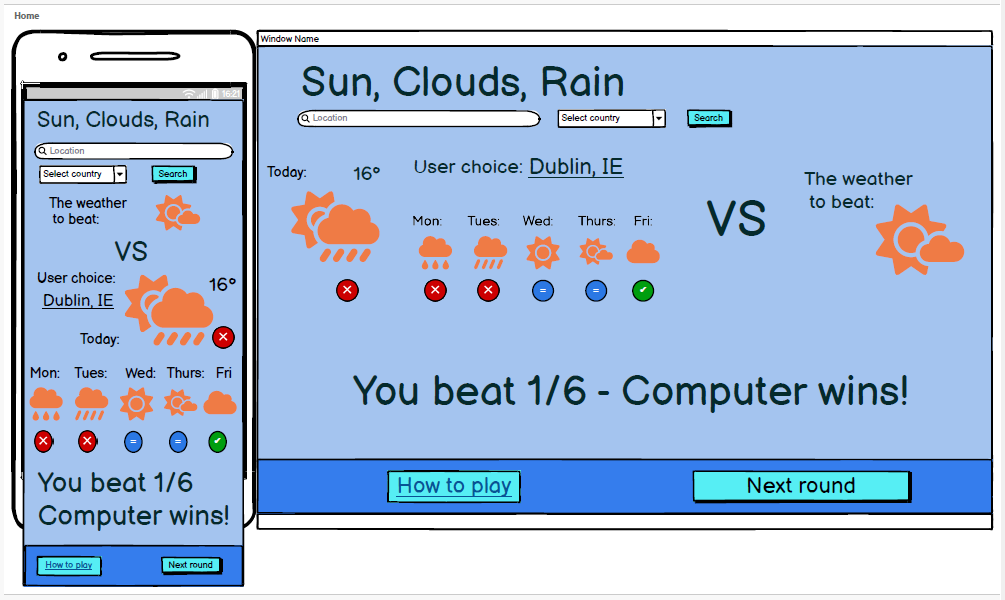 Home
16:21
Sun, Clouds, Rain
Location
Select country
Search
The weather
to beat:
VS
User choice:
Dublin, IE
16°
Today:
Mon: Tues: Wed: Thurs: Fri
= =
You beat 1/6
Computer wins!
How to play
Next round
Window Name
Sun, Clouds, Rain
Location
Select country
Search
Today: 16°
User choice: Dublin, IE
Mon: Tues: Wed: Thurs: Fri:
= =
VS
The weather
to beat:
You beat 1/6 - Computer wins!
How to play
Next round